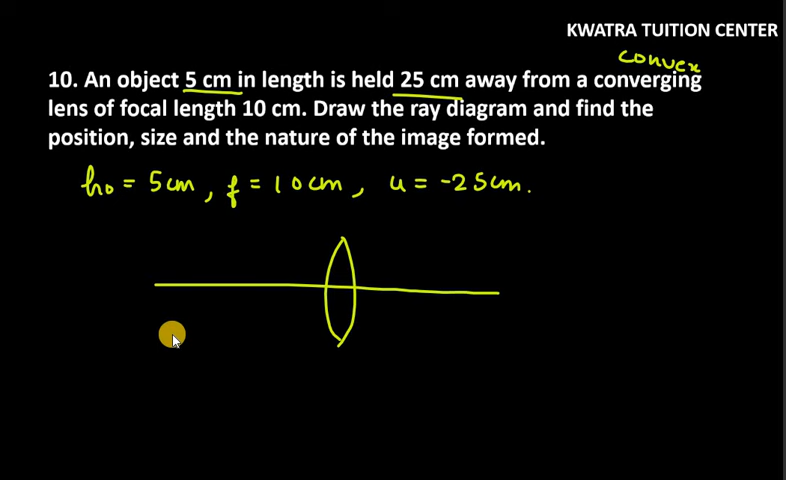 KWATRA TUITION CENTER
convex
10. An object 5 cm in length is held 25 cm away from a converging
lens of focal length 10 cm. Draw the ray diagram and find the
position, size and the nature of the image formed.
ho = 5cm, f = 10cm, u = -25cm.